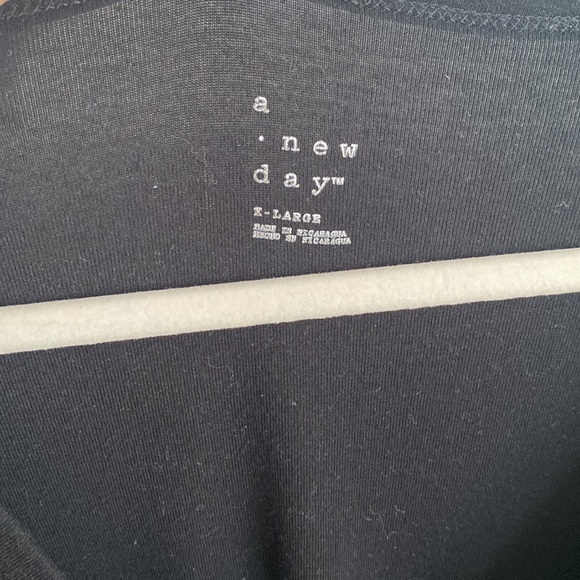 a
· new
day™
X-LARGE
MADE IN NICARAGUA
HECHO EN NICARAGUA